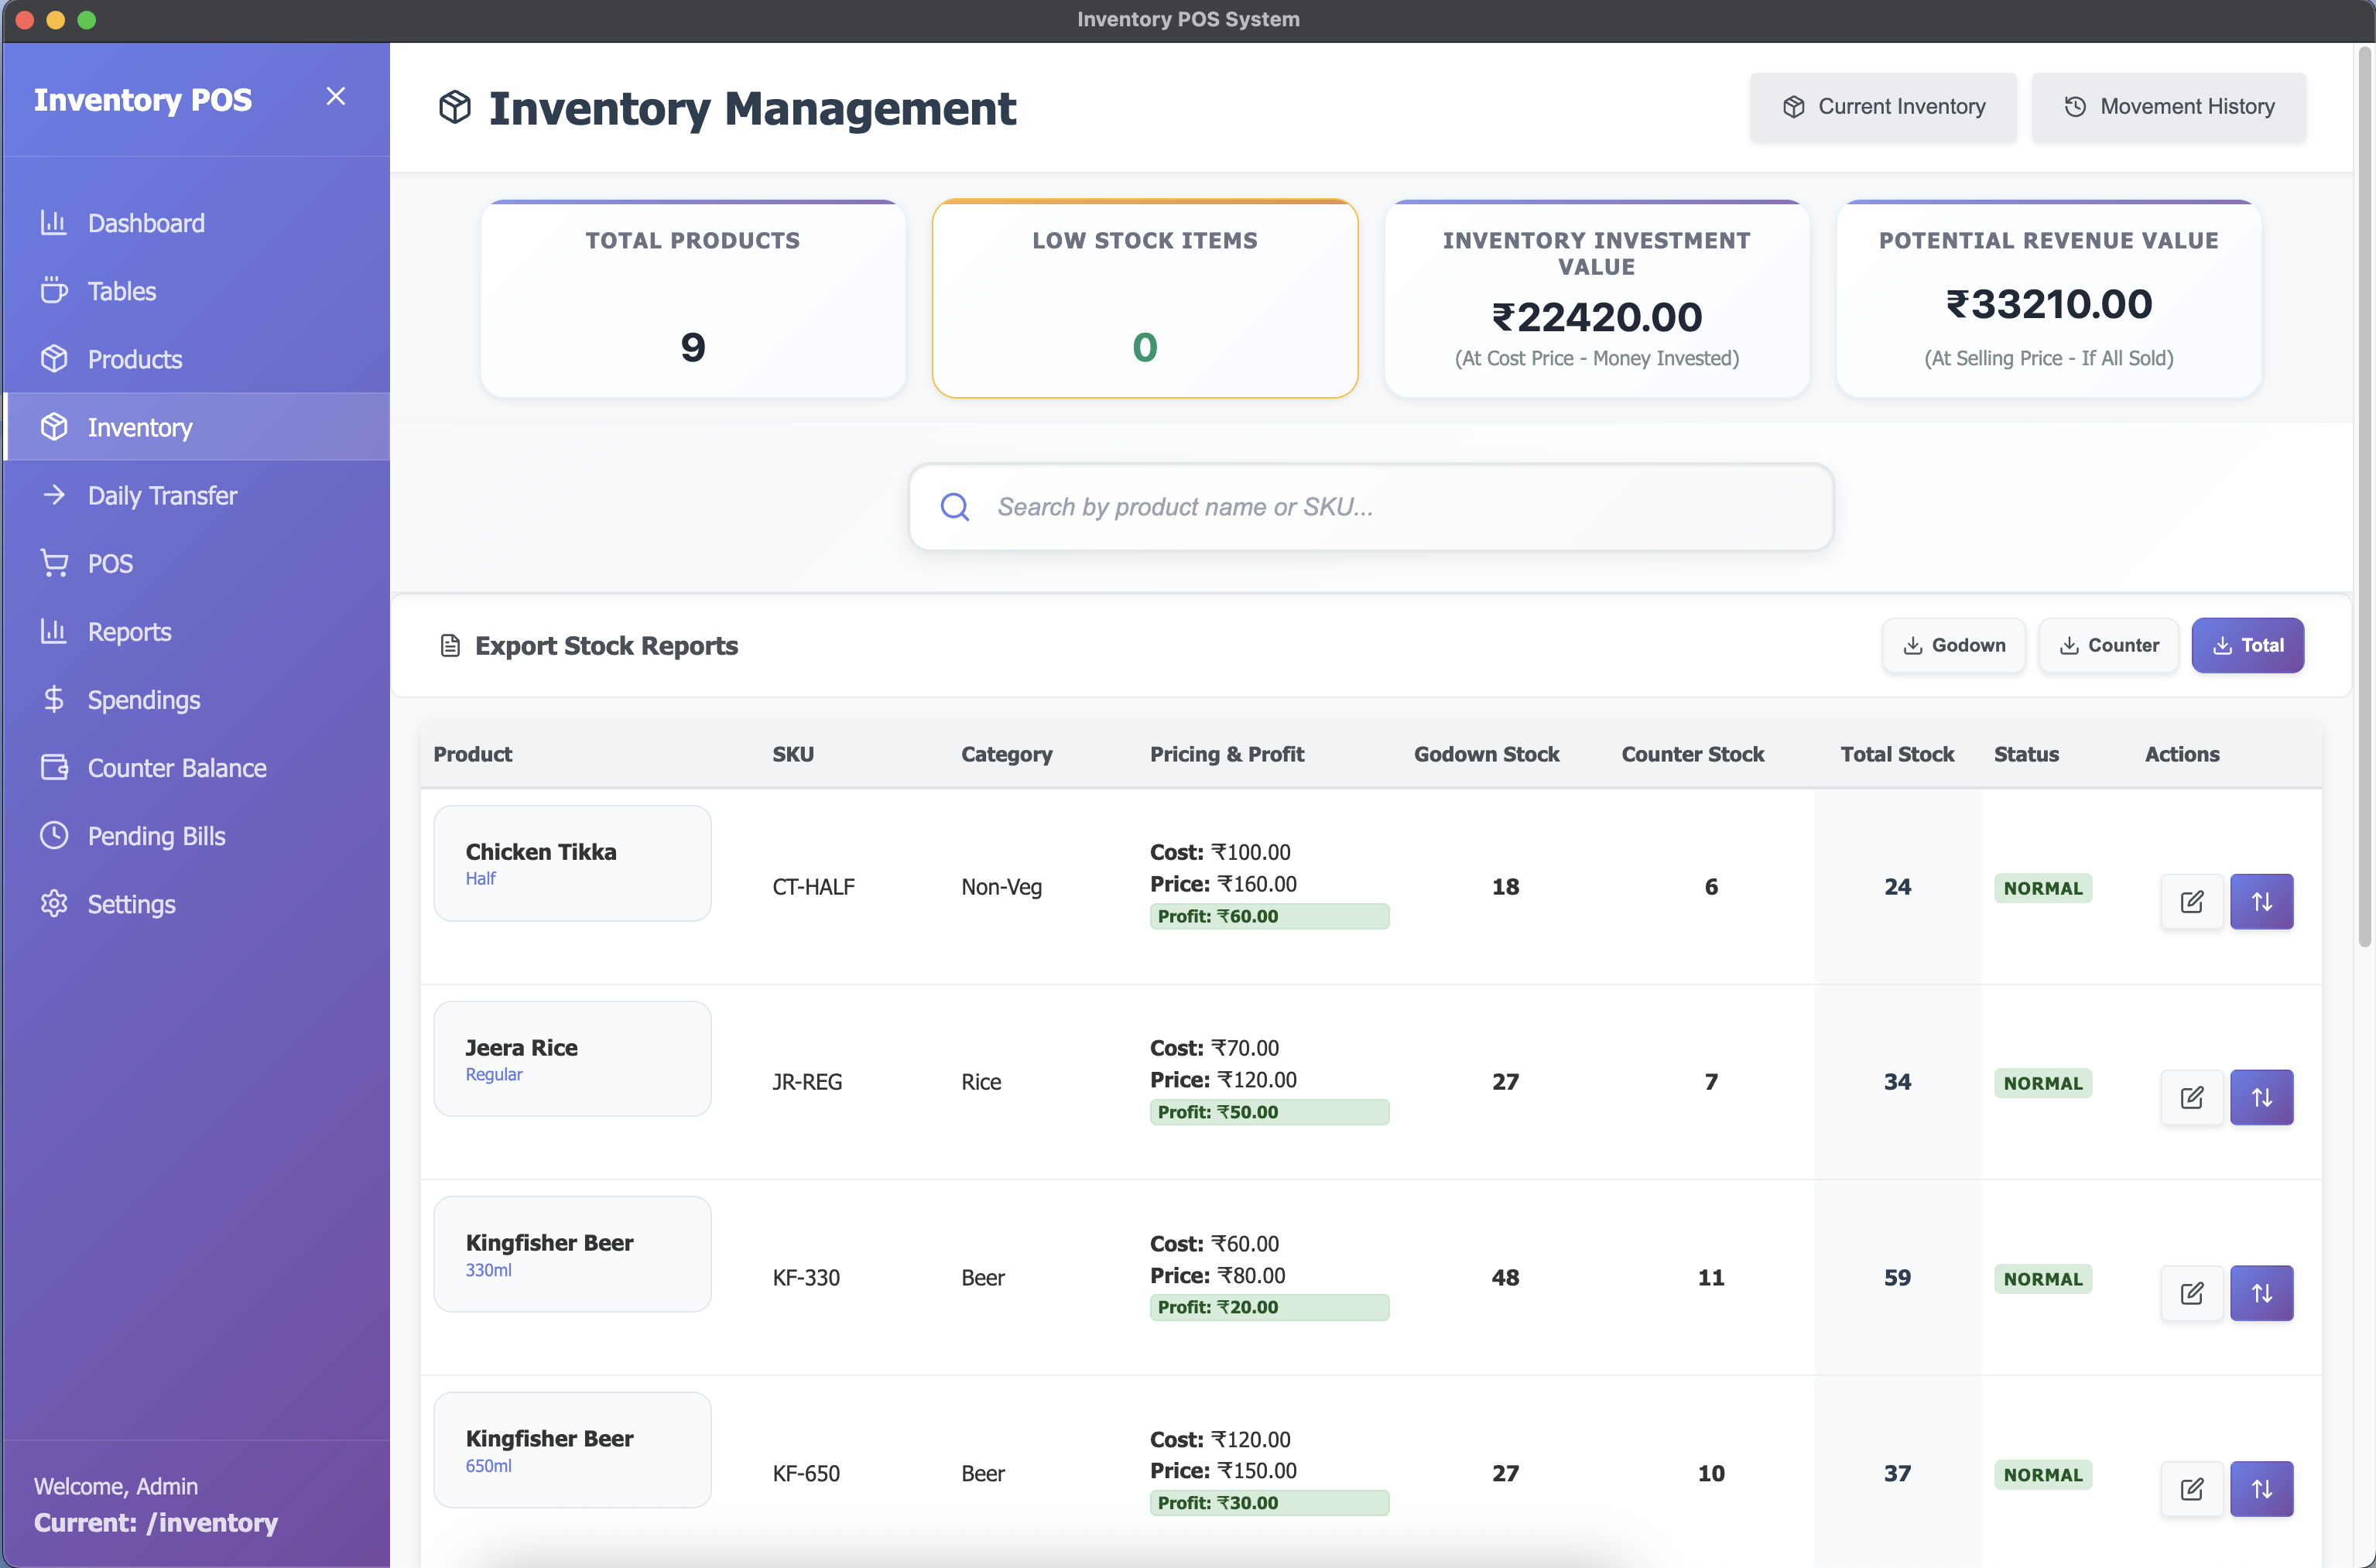 Inventory POS System
Inventory POS
Dashboard
Tables
Products
Inventory
Daily Transfer
POS
Reports
Spendings
Counter Balance
Pending Bills
Settings
Welcome, Admin
Current: /inventory
Inventory Management
Current Inventory
Movement History
TOTAL PRODUCTS
9
LOW STOCK ITEMS
0
INVENTORY INVESTMENT
VALUE
₹22420.00
(At Cost Price - Money Invested)
POTENTIAL REVENUE VALUE
₹33210.00
(At Selling Price - If All Sold)
Search by product name or SKU...
Export Stock Reports
Godown
Counter
Total
Product SKU Category Pricing & Profit Godown Stock Counter Stock Total Stock Status Actions
Chicken Tikka
Half
CT-HALF
Non-Veg
Cost: ₹100.00
Price: ₹160.00
Profit: ₹60.00
18
6
24
NORMAL
Jeera Rice
Regular
JR-REG
Rice
Cost: ₹70.00
Price: ₹120.00
Profit: ₹50.00
27
7
34
NORMAL
Kingfisher Beer
330ml
KF-330
Beer
Cost: ₹60.00
Price: ₹80.00
Profit: ₹20.00
48
11
59
NORMAL
Kingfisher Beer
650ml
KF-650
Beer
Cost: ₹120.00
Price: ₹150.00
Profit: ₹30.00
27
10
37
NORMAL